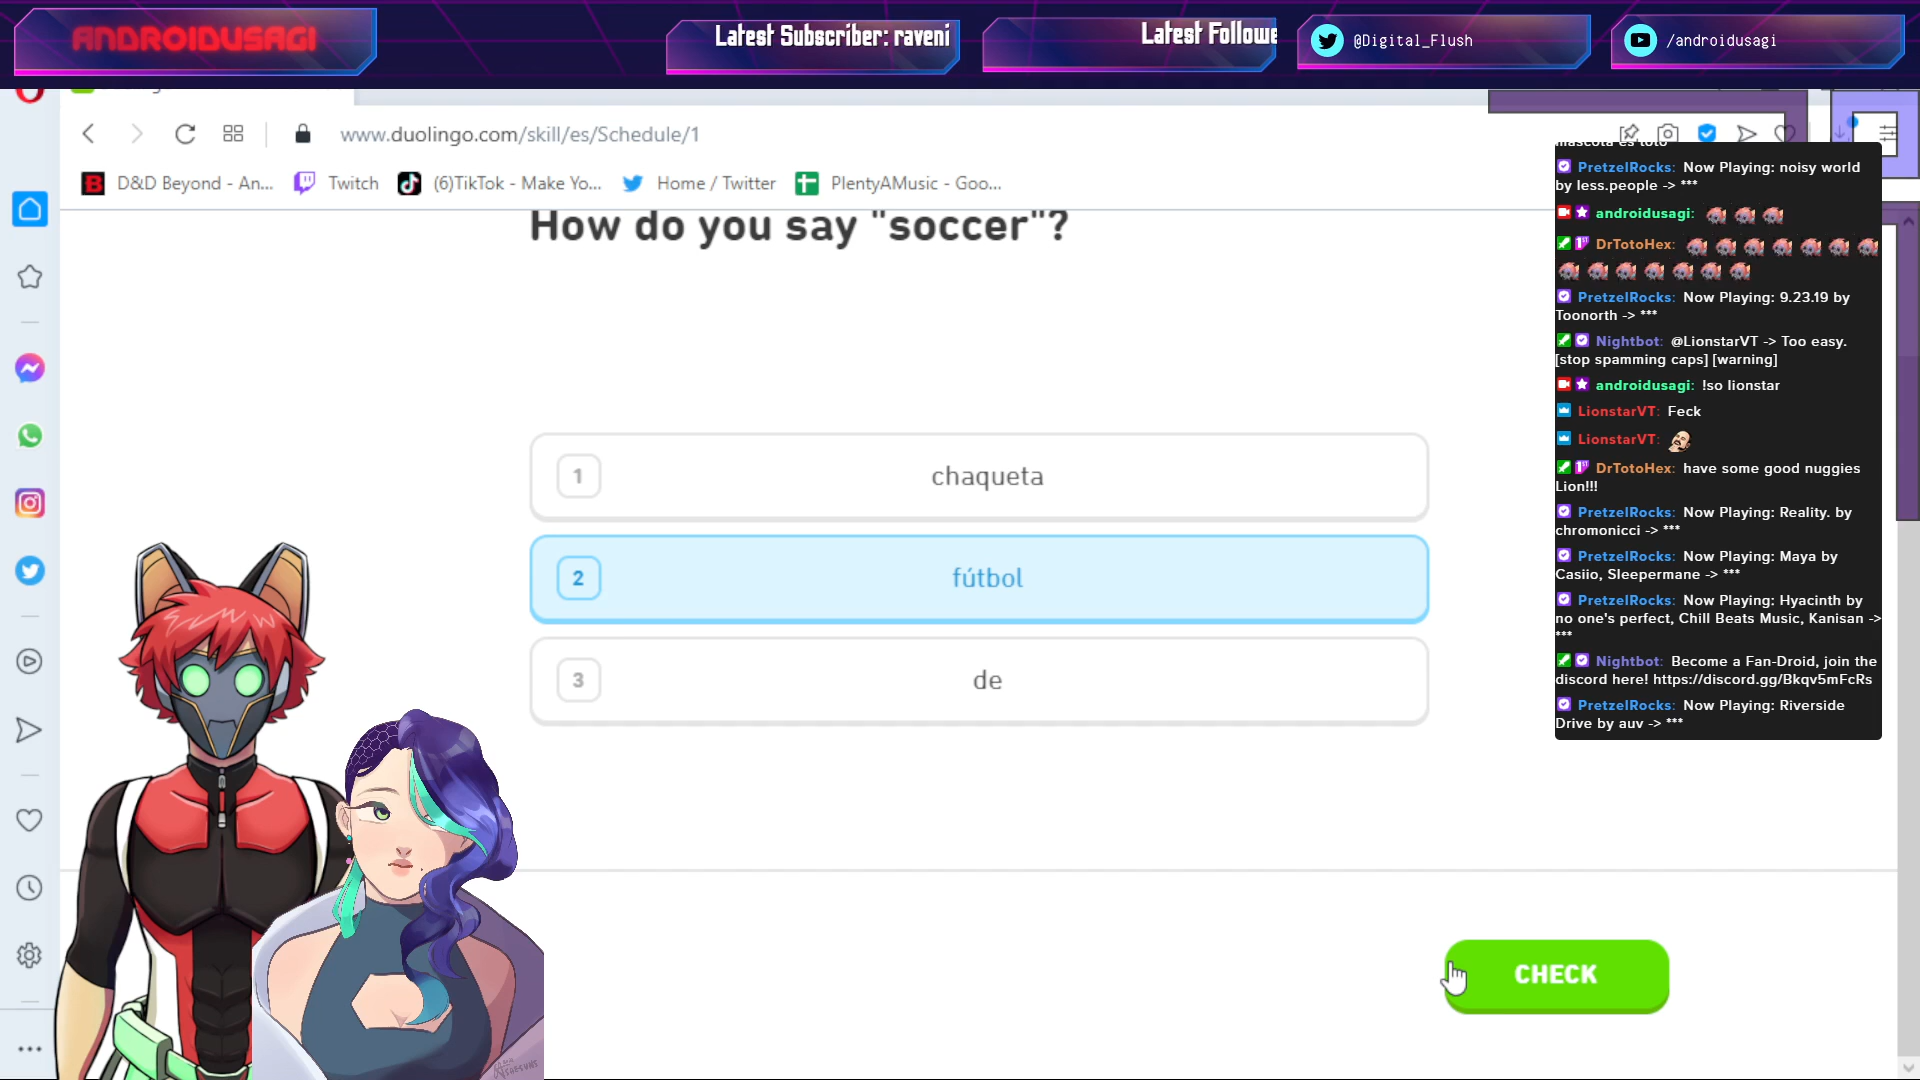 ANDROIDUSAGI
Latest Subscriber: raveni
Latest Followe
@Digital_Flush
/androidusagi
www.duolingo.com/skill/es/Schedule/1
D&D Beyond - An...
Twitch
(6)TikTok - Make Yo...
Home / Twitter
PlentyAMusic - Goo...
How do you say "soccer"?
1
chaqueta
2
fútbol
3
de
CHECK
mascota es toto
PretzelRocks: Now Playing: noisy world
by less.people -> ***
androidusagi:
DrTotoHex:
PretzelRocks: Now Playing: 9.23.19 by
Toonorth -> ***
Nightbot: @LionstarVT -> Too easy.
[stop spamming caps] [warning]
androidusagi: !so lionstar
LionstarVT: Feck
LionstarVT:
DrTotoHex: have some good nuggies
Lion!!!
PretzelRocks: Now Playing: Reality. by
chromonicci -> ***
PretzelRocks: Now Playing: Maya by
Casiio, Sleepermane -> ***
PretzelRocks: Now Playing: Hyacinth by
no one's perfect, Chill Beats Music, Kanisan ->
***
Nightbot: Become a Fan-Droid, join the
discord here! https://discord.gg/Bkqv5mFcRs
PretzelRocks: Now Playing: Riverside
Drive by auv -> ***